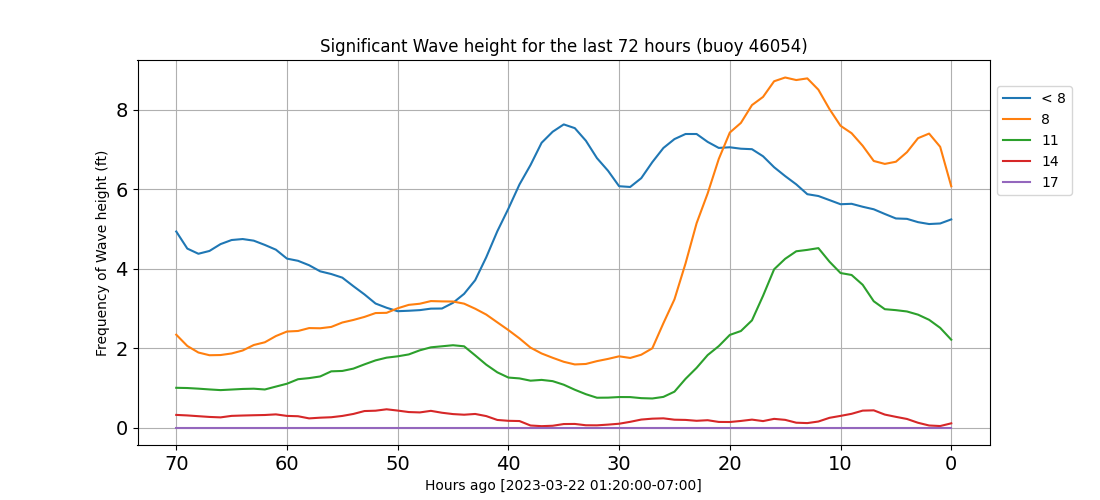 Significant Wave height for the last 72 hours (buoy 46054)
Frequency of Wave height (ft)
8
6
4
2
0
70 60 50 40 30 20 10 0
Hours ago [2023-03-22 01:20:00-07:00]
< 8
8
11
14
17